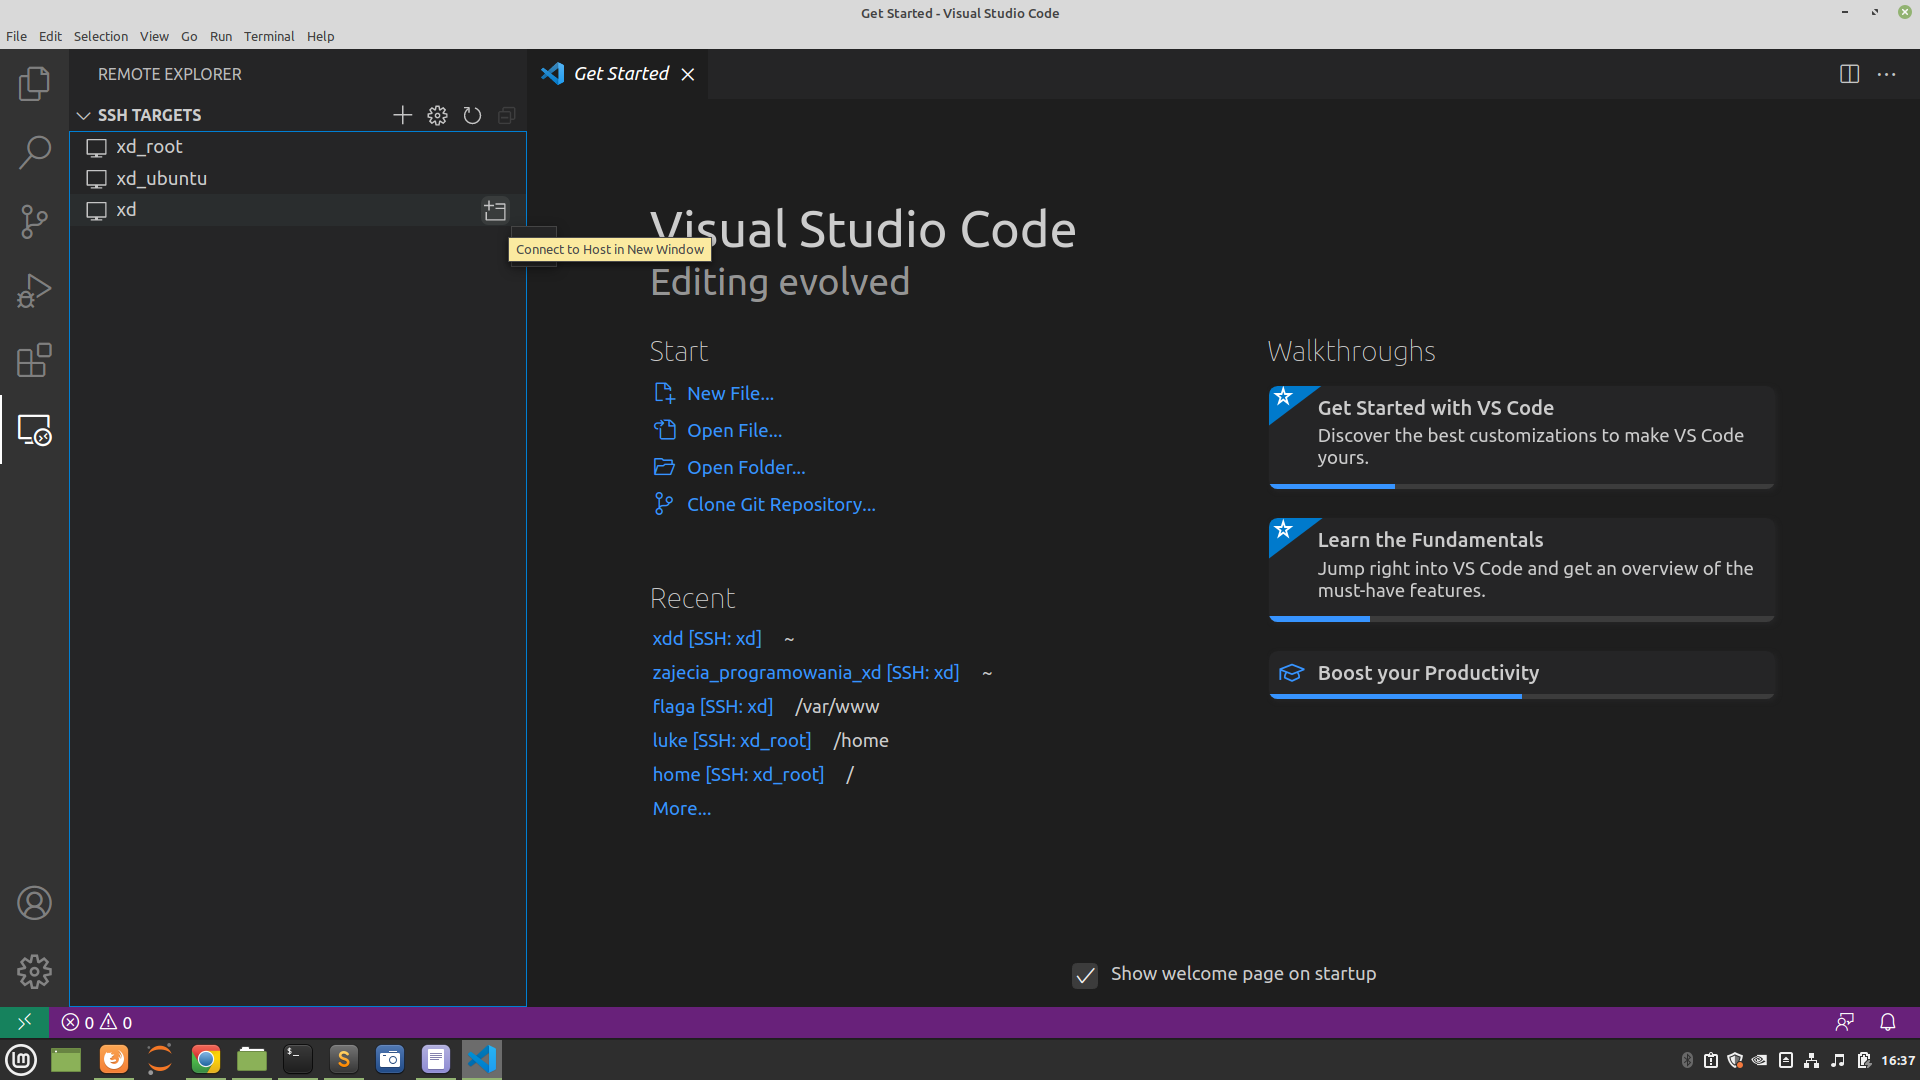 Get Started - Visual Studio Code
File Edit Selection View Go Run Terminal Help
REMOTE EXPLORER
SSH TARGETS
xd_root
xd_ubuntu
xd
Connect to Host in New Window
Get Started
Visual Studio Code
Editing evolved
Start
New File...
Open File...
Open Folder...
Clone Git Repository...
Recent
xdd [SSH: xd] ~
zajecia_programowania_xd [SSH: xd] ~
flaga [SSH: xd] /var/www
luke [SSH: xd_root] /home
home [SSH: xd_root] /
More...
Walkthroughs
Get Started with VS Code
Discover the best customizations to make VS Code
yours.
Learn the Fundamentals
Jump right into VS Code and get an overview of the
must-have features.
Boost your Productivity
Show welcome page on startup
0 0
16:37